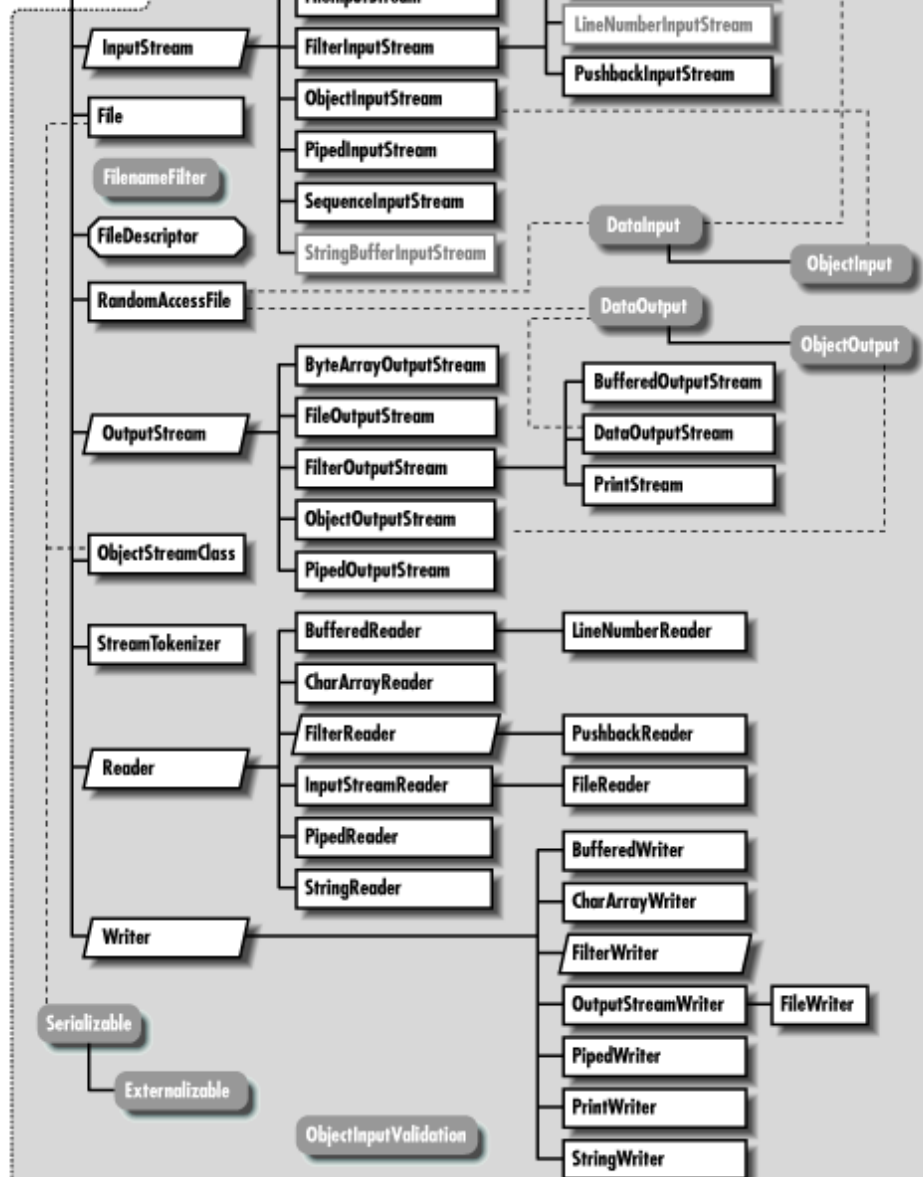 FileInputStream
LineNumberInputStream
InputStream
FilterInputStream
PushbackInputStream
ObjectInputStream
File
PipedInputStream
FilenameFilter
SequenceInputStream
DataInput
FileDescriptor
StringBufferInputStream
ObjectInput
RandomAccessFile
DataOutput
ObjectOutput
ByteArrayOutputStream
BufferedOutputStream
FileOutputStream
OutputStream
DataOutputStream
FilterOutputStream
PrintStream
ObjectOutputStream
ObjectStreamClass
PipedOutputStream
BufferedReader
LineNumberReader
StreamTokenizer
CharArrayReader
FilterReader
PushbackReader
Reader
InputStreamReader
FileReader
PipedReader
BufferedWriter
StringReader
CharArrayWriter
Writer
FilterWriter
OutputStreamWriter
FileWriter
Serializable
PipedWriter
Externalizable
PrintWriter
ObjectInputValidation
StringWriter